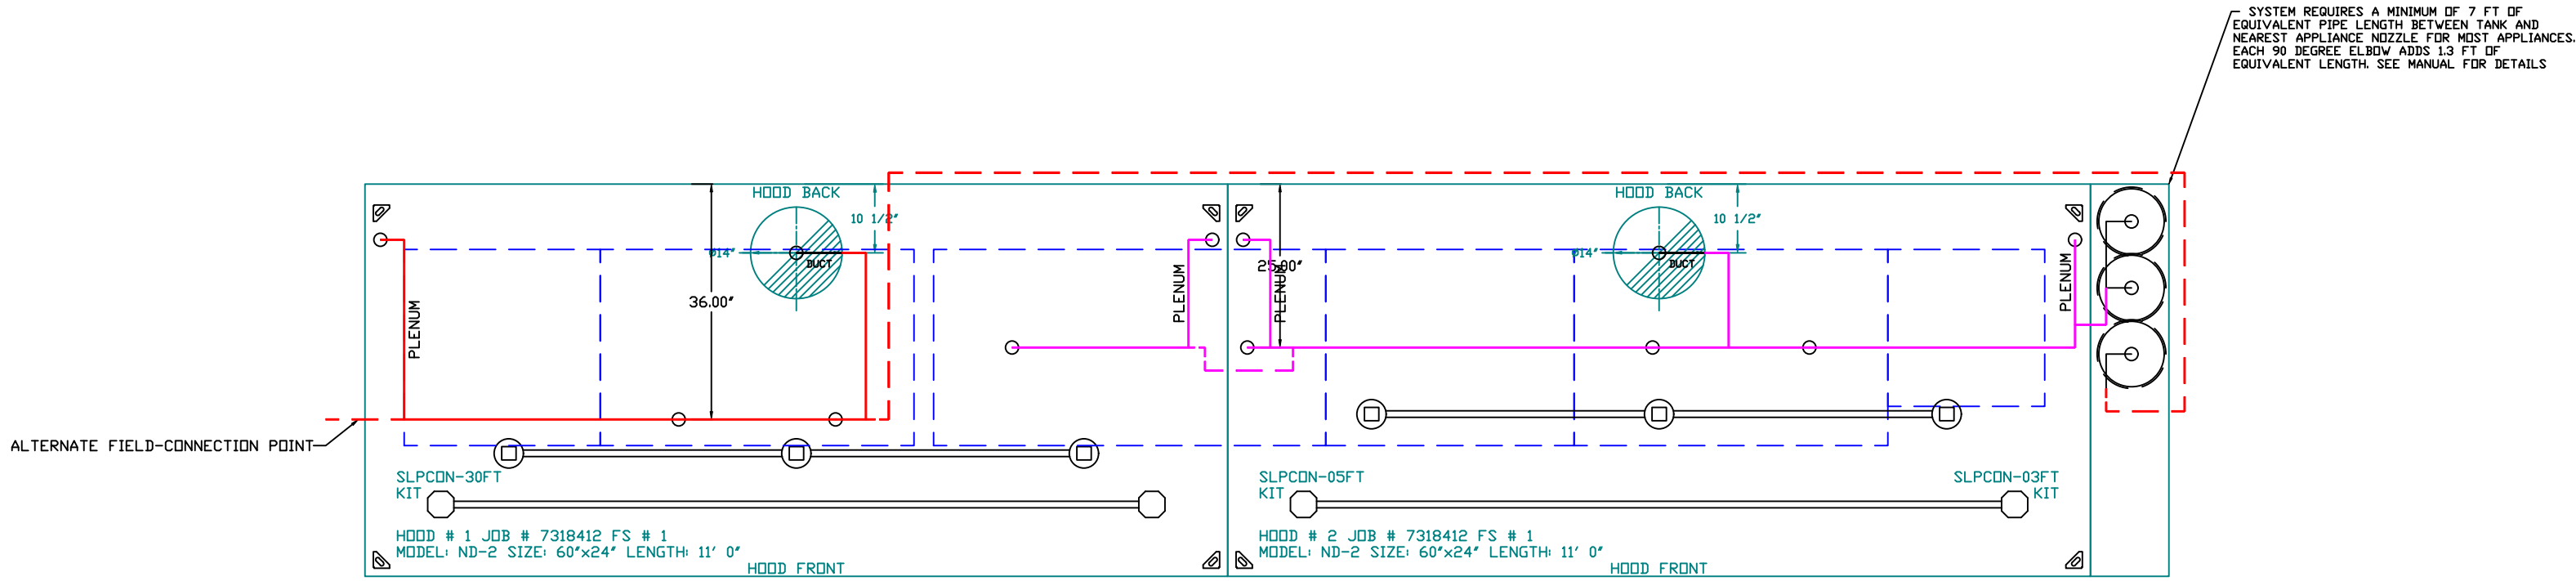 SYSTEM REQUIRES A MINIMUM OF 7 FT OF
EQUIVALENT PIPE LENGTH BETWEEN TANK AND
NEAREST APPLIANCE NOZZLE FOR MOST APPLIANCES.
EACH 90 DEGREE ELBOW ADDS 1.3 FT OF
EQUIVALENT LENGTH. SEE MANUAL FOR DETAILS
HOOD BACK
10 1/2"
ø14"
DUCT
36.00"
PLENUM
PLENUM
ALTERNATE FIELD-CONNECTION POINT
SLPCON-30FT
KIT
HOOD # 1 JOB # 7318412 FS # 1
MODEL: ND-2 SIZE: 60"x24" LENGTH: 11' 0"
HOOD FRONT
HOOD BACK
10 1/2"
ø14"
DUCT
25.00"
PLENUM
PLENUM
SLPCON-05FT
KIT
SLPCON-03FT
KIT
HOOD # 2 JOB # 7318412 FS # 1
MODEL: ND-2 SIZE: 60"x24" LENGTH: 11' 0"
HOOD FRONT